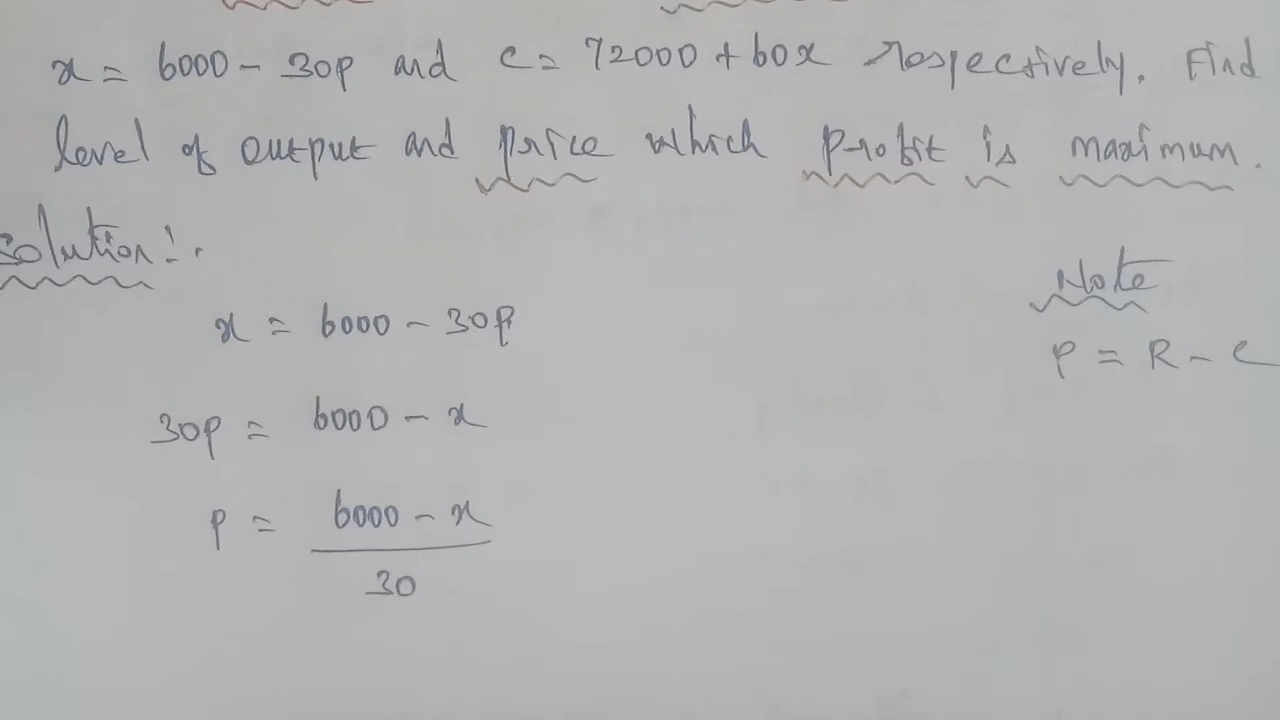 x = 6000 - 30p and c = 72000 + 60x respectively. Find
level of output and price which Profit is maximum.
Solution:.
Note
x = 6000 - 30p
P = R - C
30p = 6000 - x
p = 6000 - x
30